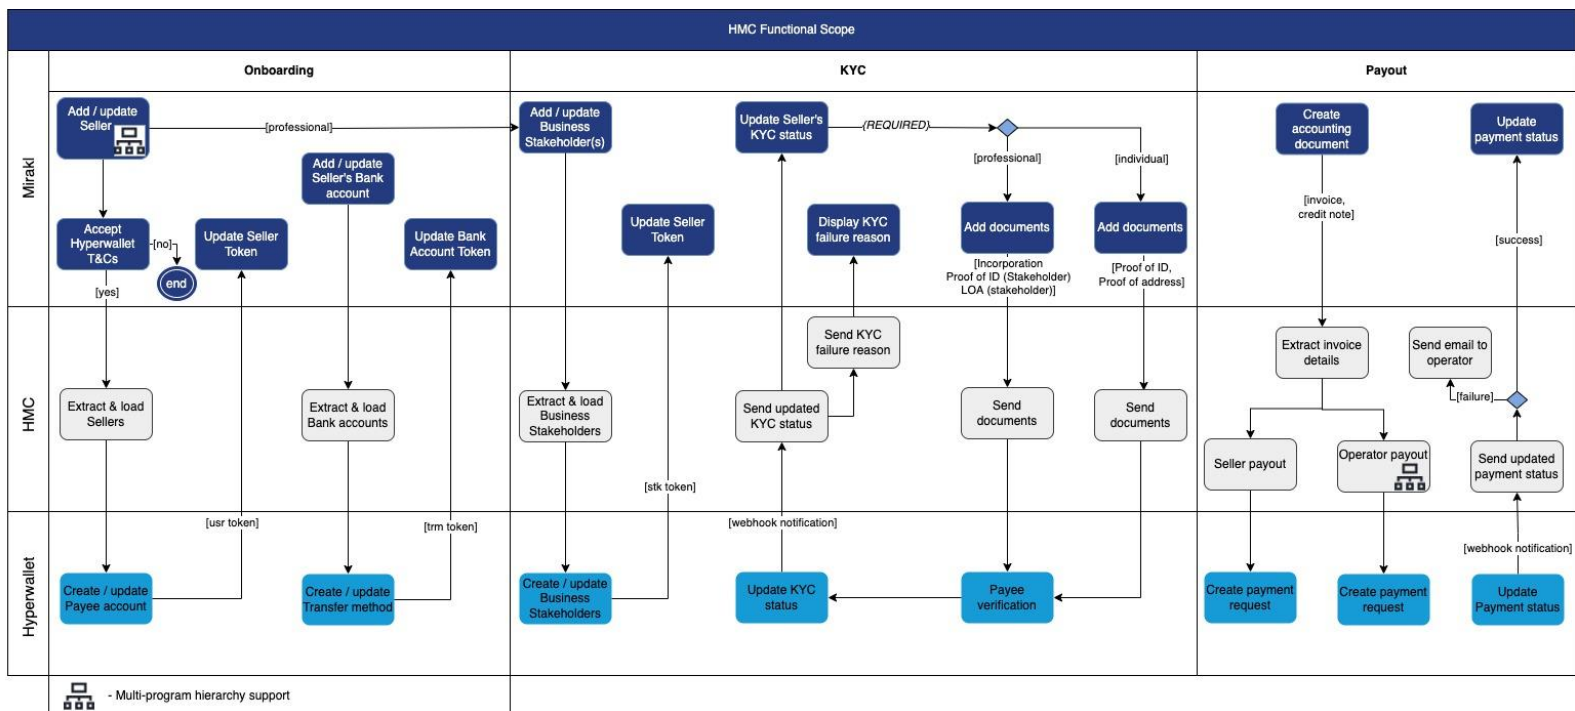 HMC Functional Scope
Onboarding
KYC
Payout
Mirakl
Add / update
Seller
[professional]
Add / update
Seller's Bank
account
Accept
Hyperwallet
T&Cs
[no]
end
[yes]
Update Seller
Token
Update Bank
Account Token
Add / update
Business
Stakeholder(s)
Update Seller
Token
Update Seller's
KYC status
{REQUIRED}
[professional]
[individual]
Display KYC
failure reason
Add documents
Add documents
[Incorporation
Proof of ID (Stakeholder)
LOA (stakeholder)]
[Proof of ID,
Proof of address]
Create
accounting
document
[invoice,
credit note]
Update
payment status
[success]
HMC
Extract & load
Sellers
Extract & load
Bank accounts
Extract & load
Business
Stakeholders
Send updated
KYC status
Send KYC
failure reason
Send
documents
Send
documents
Extract invoice
details
Send email to
operator
[failure]
Seller payout
Operator payout
Send updated
payment status
[usr token]
[trm token]
[stk token]
[webhook notification]
[webhook notification]
Hyperwallet
Create / update
Payee account
Create / update
Transfer method
Create / update
Business
Stakeholders
Update KYC
status
Payee
verification
Create payment
request
Create payment
request
Update
Payment status
- Multi-program hierarchy support